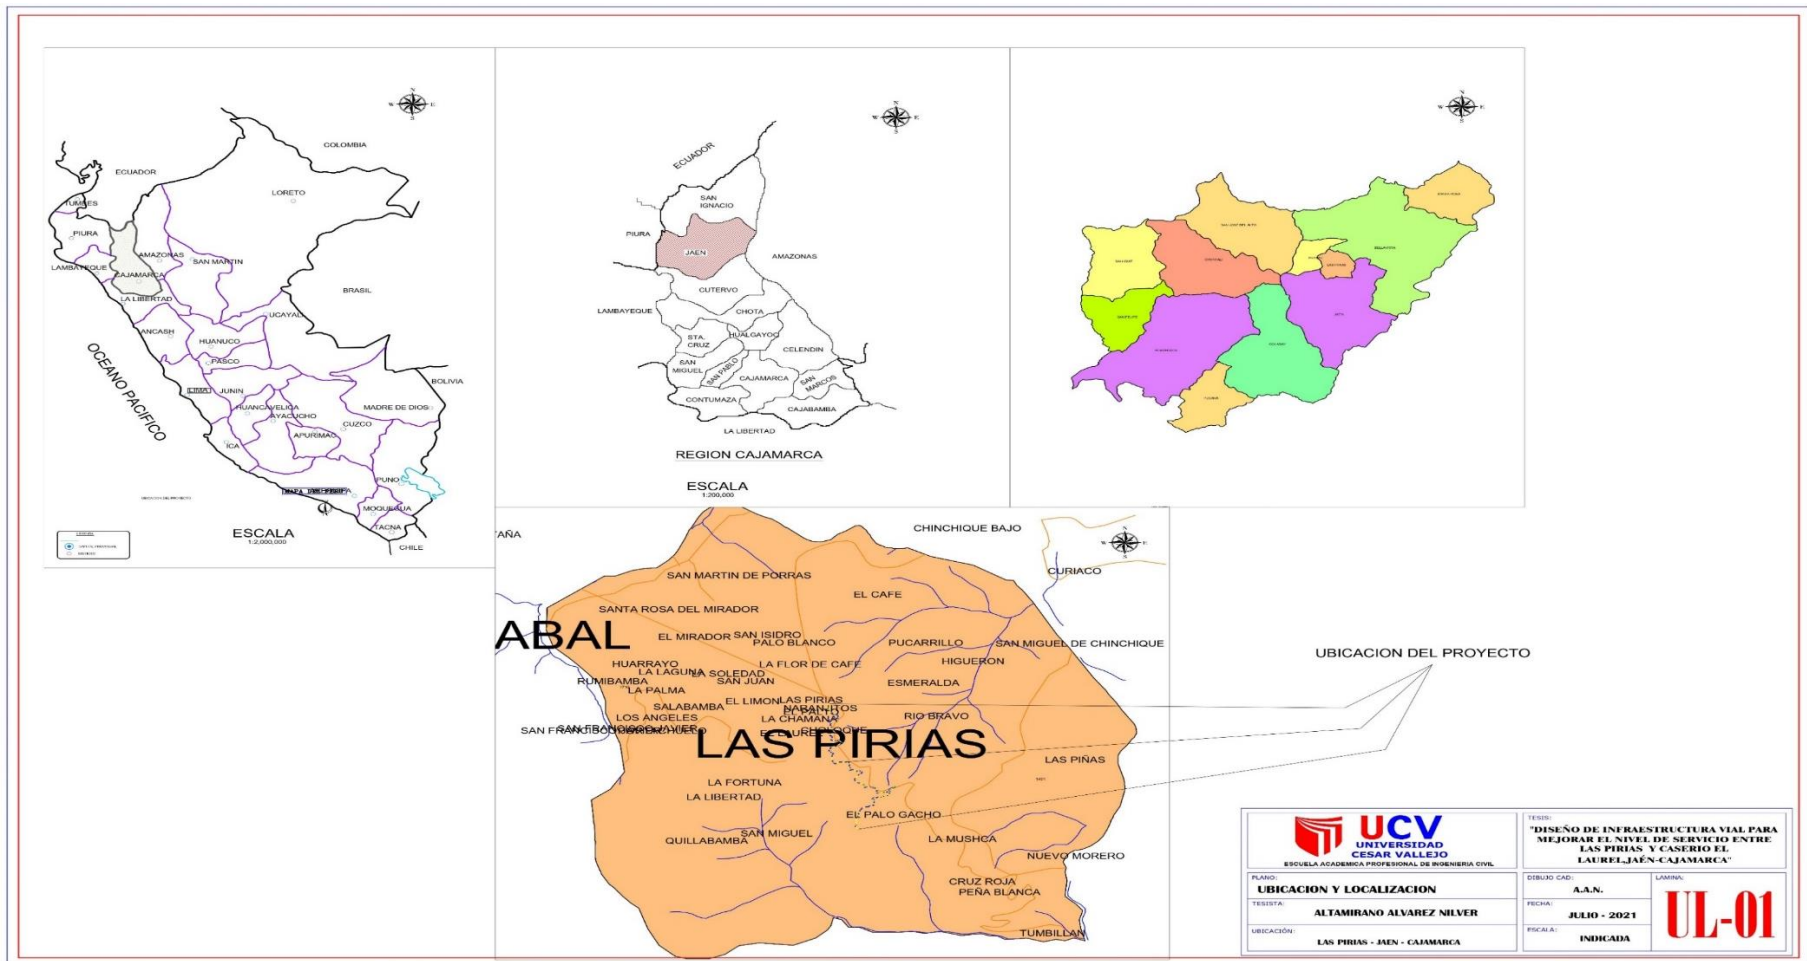 N
W E
S
COLOMBIA
ECUADOR
LORETO
TUMBES
PIURA
AMAZONAS
SAN MARTIN
LAMBAYEQUE
CAJAMARCA
LA LIBERTAD
BRASIL
UCAYALI
ANCASH
HUANUCO
PASCO
OCEANO PACIFICO
BOLIVIA
LIMA
JUNIN
HUANCAVELICA
AYACUCHO
MADRE DE DIOS
CUZCO
APURIMAC
ICA
PUNO
MOQUEGUA
TACNA
CHILE
ESCALA
1:2,000,000
N
W E
S
ECUADOR
SAN
IGNACIO
PIURA
JAEN
AMAZONAS
CUTERVO
LAMBAYEQUE
CHOTA
STA.
CRUZ
HUALGAYOC
CELENDIN
SAN
MIGUEL
SAN PABLO
CAJAMARCA
SAN
MARCOS
CONTUMAZA
CAJABAMBA
LA LIBERTAD
REGION CAJAMARCA
ESCALA
1:200,000
N
W E
S
CHINCHIQUE BAJO
N
W E
S
CURIACO
SAN MARTIN DE PORRAS
EL CAFE
SANTA ROSA DEL MIRADOR
ABAL
EL MIRADOR
SAN ISIDRO
PALO BLANCO
PUCARRILLO
SAN MIGUEL DE CHINCHIQUE
HUARRAYO
LA LAGUNA
LA SOLEDAD
LA FLOR DE CAFE
HIGUERON
RUMIBAMBA
SAN JUAN
ESMERALDA
LA PALMA
EL LIMON
LAS PIRIAS
SALABAMBA
NARANJITOS
EL PALTO
LOS ANGELES
LA CHAMANA
RIO BRAVO
SAN FRANCISCO JAVIER
CHOLOQUE
EL LAUREL
LAS PIRIAS
LAS PIÑAS
LA FORTUNA
LA LIBERTAD
EL PALO GACHO
SAN MIGUEL
QUILLABAMBA
LA MUSHCA
NUEVO MORERO
CRUZ ROJA
PEÑA BLANCA
TUMBILLAN
UBICACION DEL PROYECTO
UCV
UNIVERSIDAD
CESAR VALLEJO
ESCUELA ACADEMICA PROFESIONAL DE INGENIERIA CIVIL
TESIS:
"DISEÑO DE INFRAESTRUCTURA VIAL PARA
MEJORAR EL NIVEL DE SERVICIO ENTRE
LAS PIRIAS Y CASERIO EL
LAUREL,JAÉN-CAJAMARCA"
PLANO:
UBICACION Y LOCALIZACION
TESISTA:
ALTAMIRANO ALVAREZ NILVER
UBICACIÓN:
LAS PIRIAS - JAEN - CAJAMARCA
DIBUJO CAD:
A.A.N.
FECHA:
JULIO - 2021
ESCALA:
INDICADA
LAMINA:
UL-01